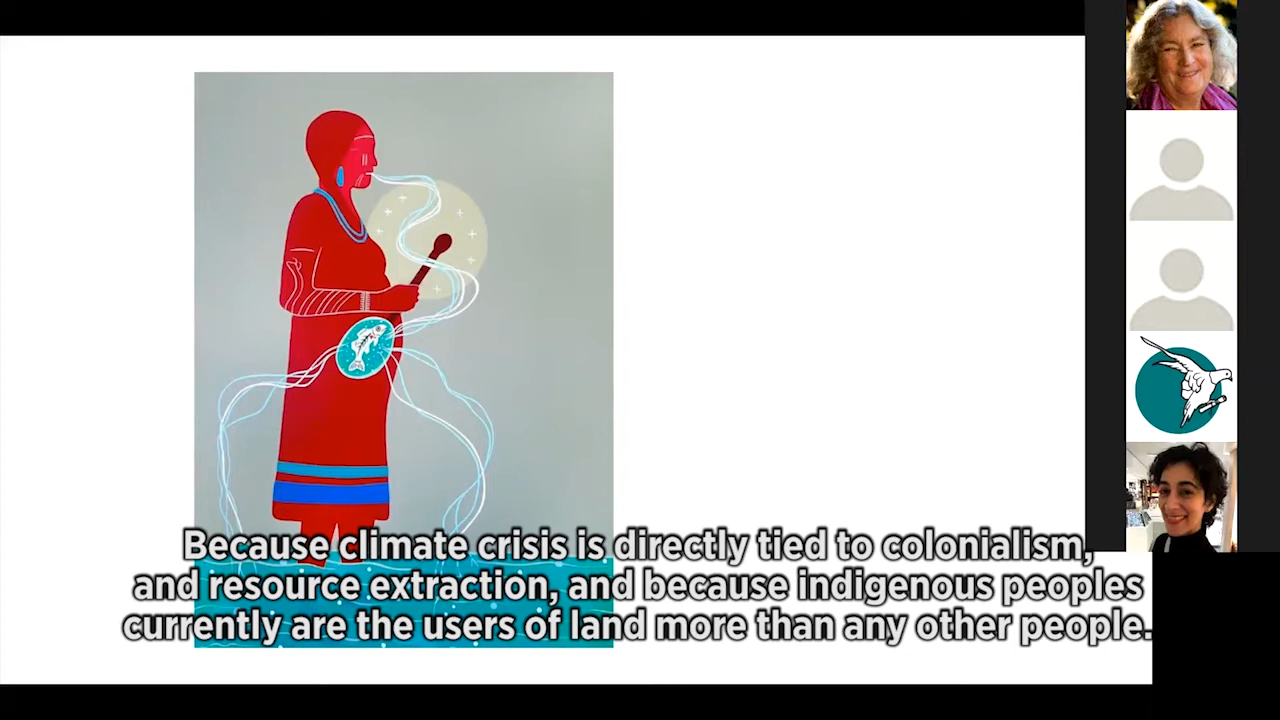 Because climate crisis is directly tied to colonialism,
and resource extraction, and because indigenous peoples
currently are the users of land more than any other people.